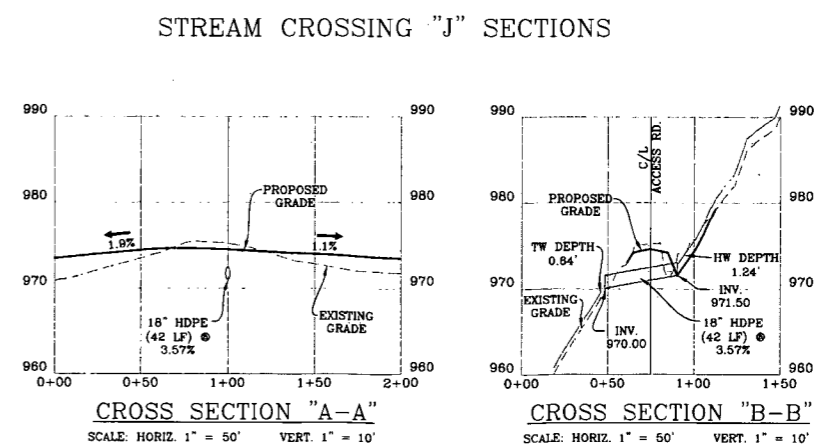 STREAM CROSSING "J" SECTIONS
990
990
980
980
970
970
960
960
0+00
0+50
1+00
1+50
2+00
1.9%
1.1%
PROPOSED
GRADE
EXISTING
GRADE
18" HDPE
(42 LF) @
3.57%
CROSS SECTION "A-A"
SCALE: HORIZ. 1" = 50' VERT. 1" = 10'
990
990
980
980
970
970
960
960
0+00
0+50
1+00
1+50
C/L
ACCESS RD.
PROPOSED
GRADE
TW DEPTH
0.64'
HW DEPTH
1.24'
INV.
971.50
EXISTING
GRADE
INV.
970.00
18" HDPE
(42 LF) @
3.57%
CROSS SECTION "B-B"
SCALE: HORIZ. 1" = 50' VERT. 1" = 10'